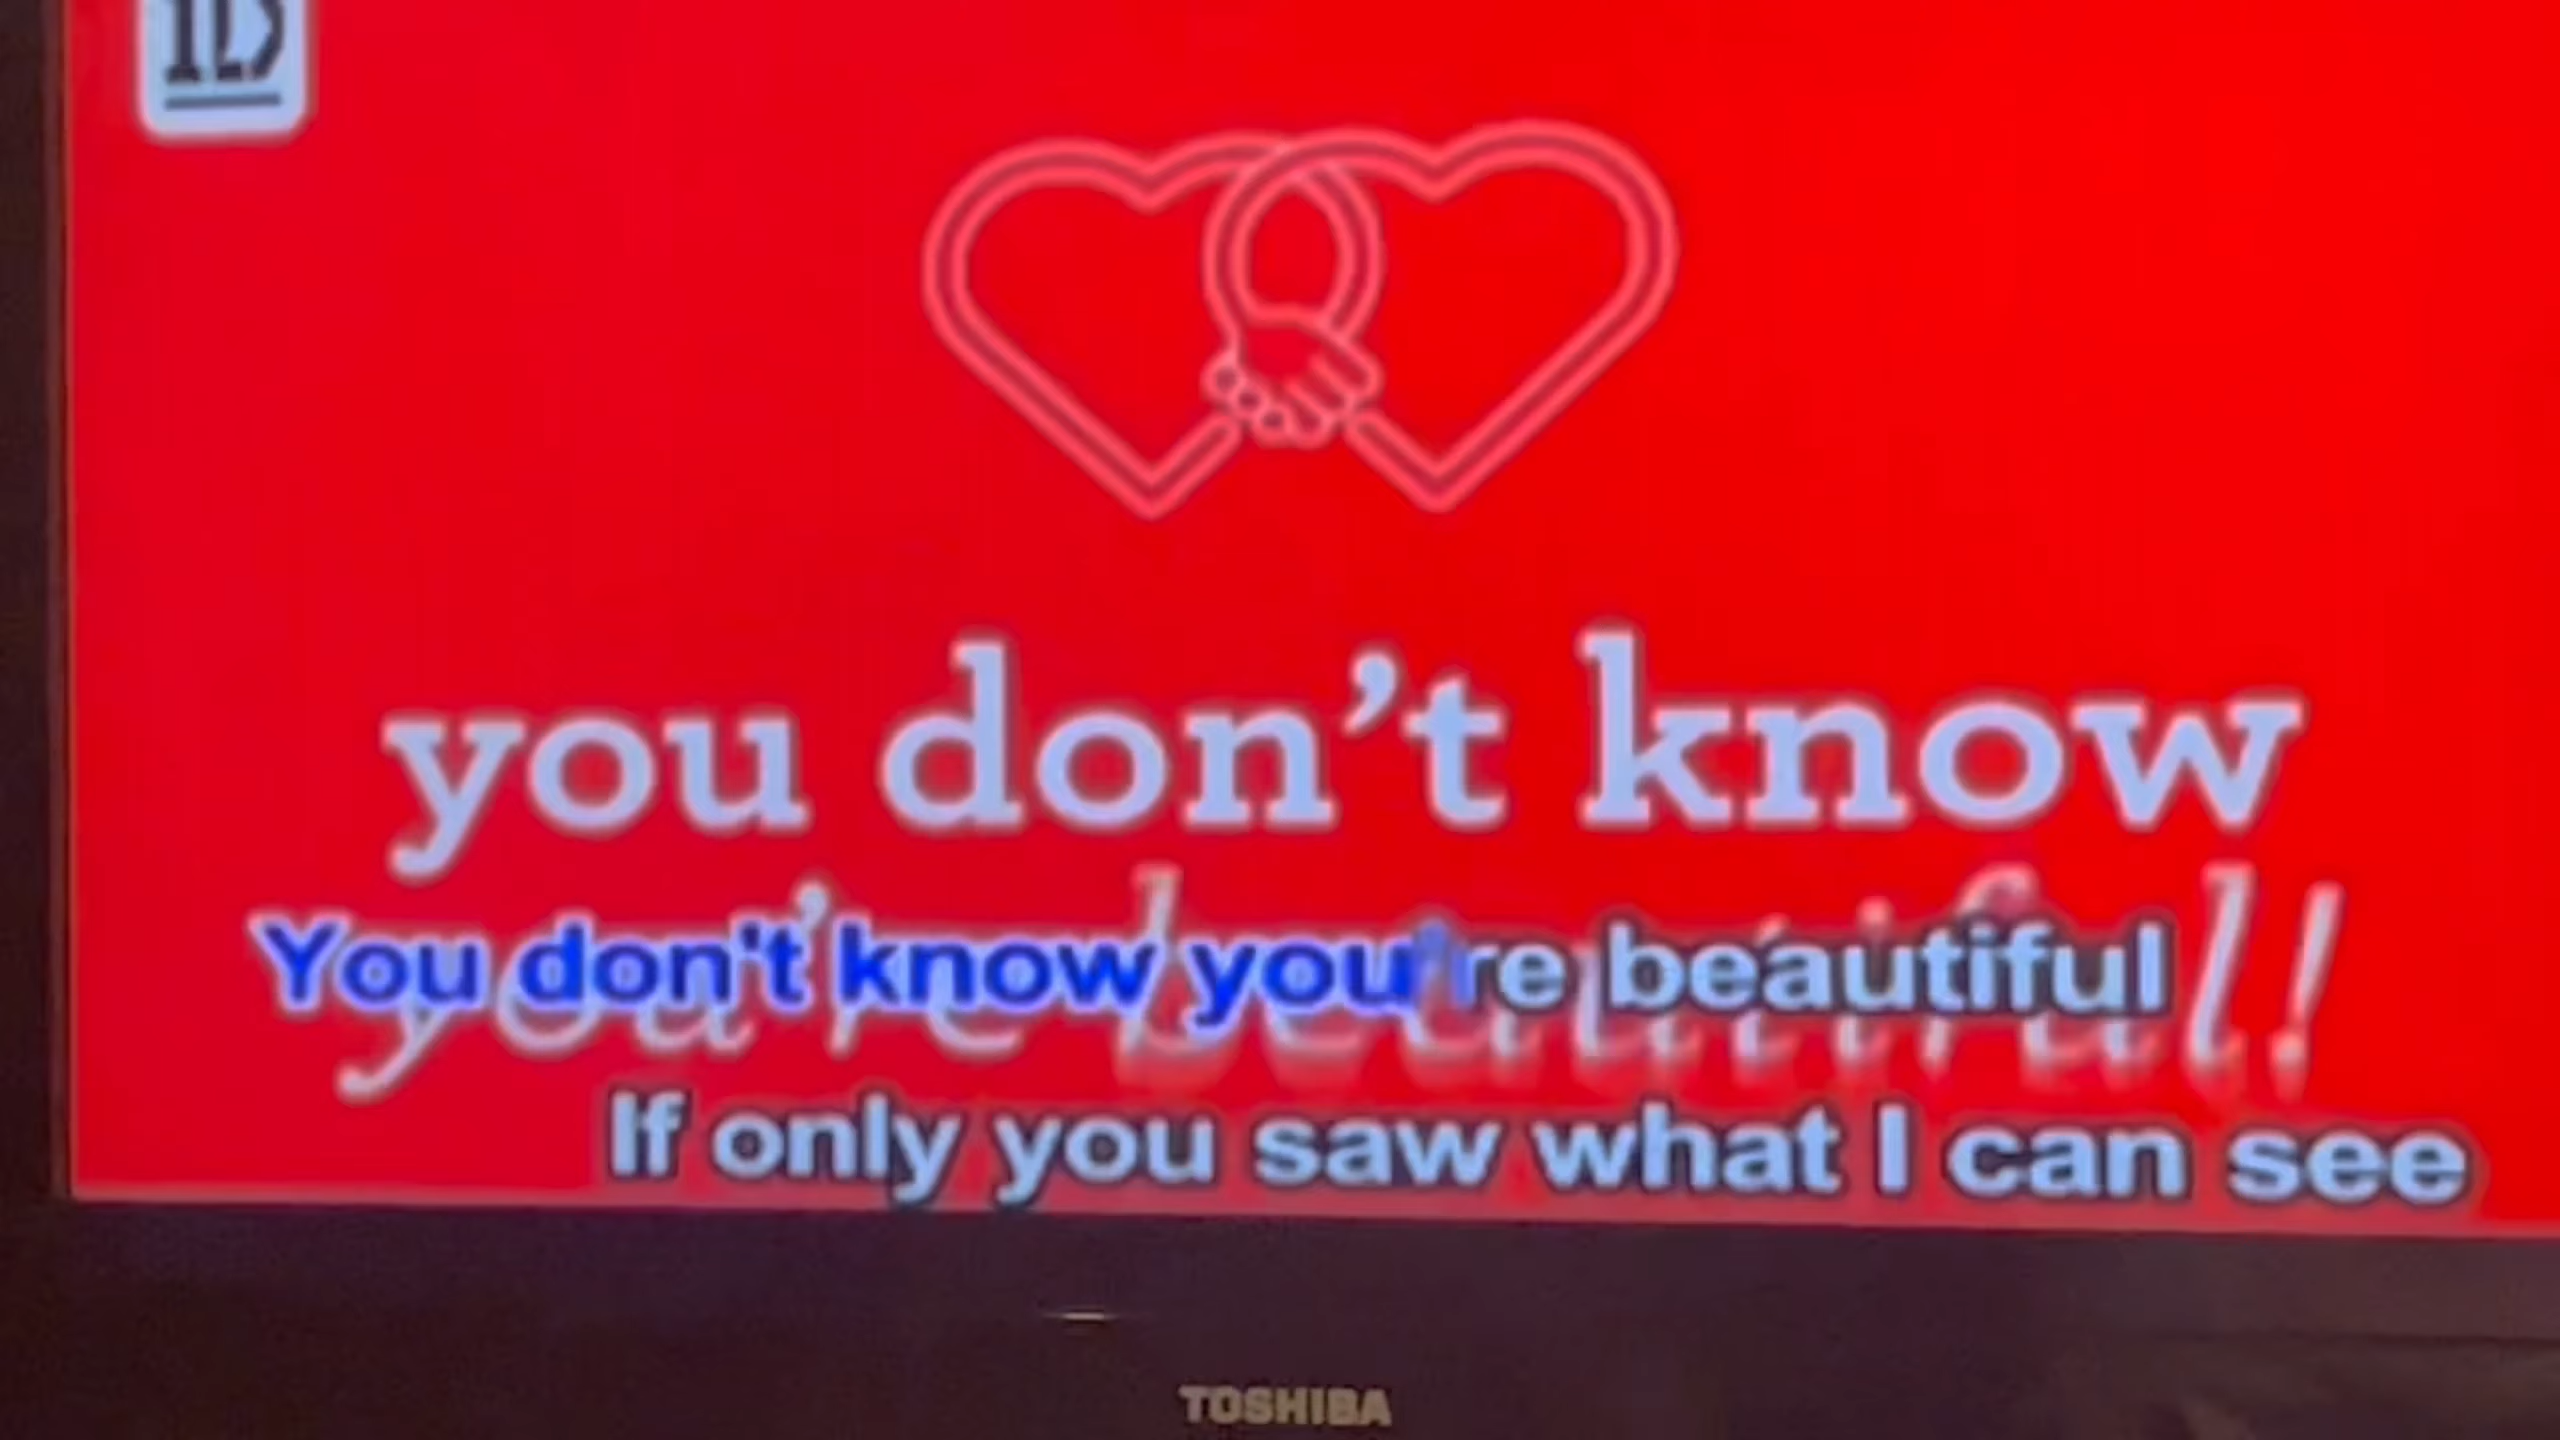 1D
you don't know
you're beautiful!
You don't know you're beautiful
If only you saw what I can see
TOSHIBA